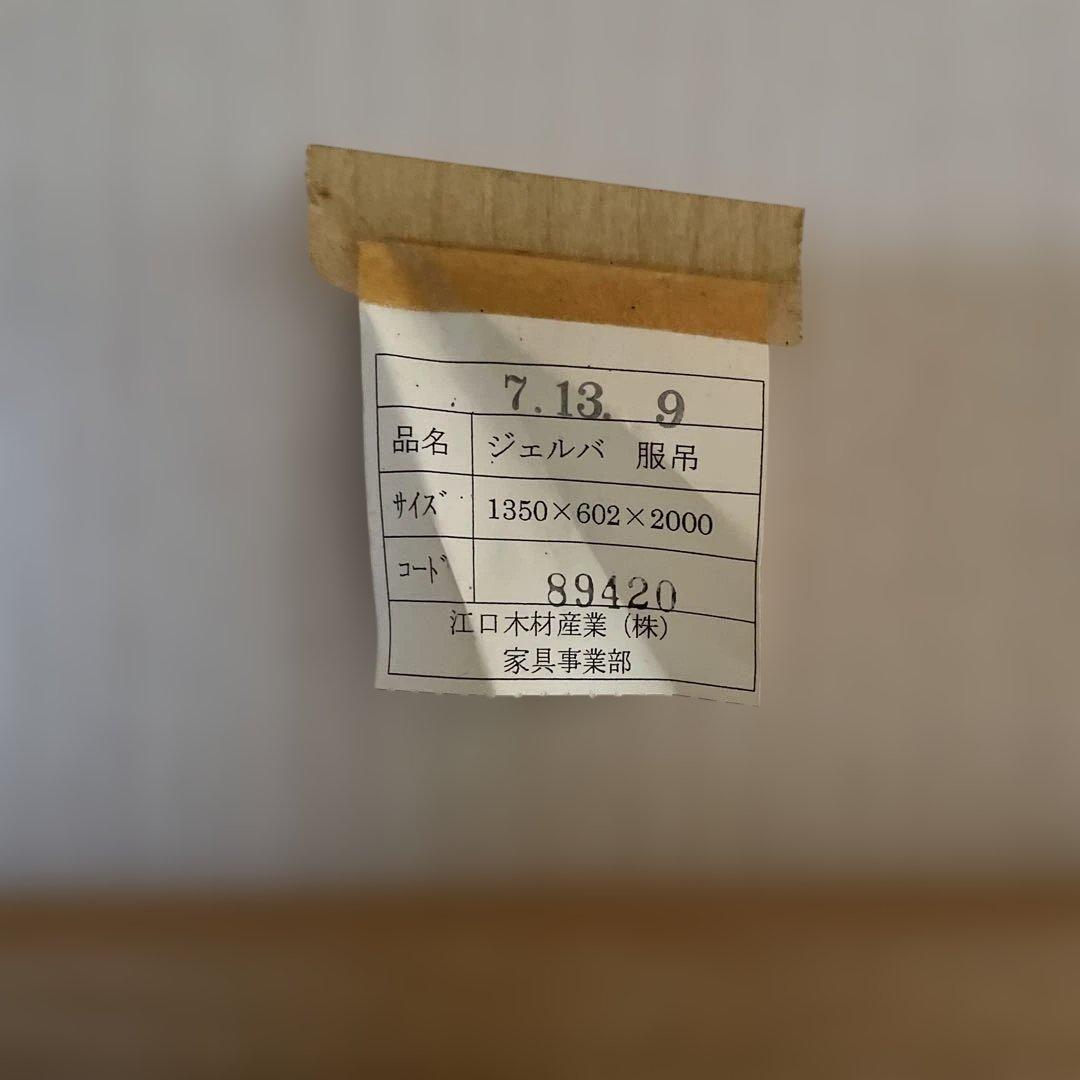 7.13. 9
品名 ジェルバ 服吊
ｻｲｽﾞ 1350×602×2000
ｺｰﾄﾞ 89420
江口木材産業（株）
家具事業部